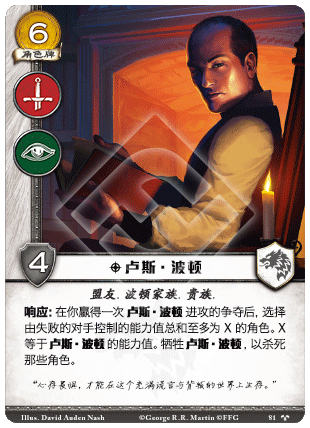 6
角色牌
4
卢斯·波顿
盟友. 波顿家族. 贵族.
响应: 在你赢得一次 卢斯·波顿 进攻的争夺后, 选择
由失败的对手控制的能力值总和至多为 X 的角色。X
等于 卢斯·波顿 的能力值。牺牲 卢斯·波顿, 以杀死
那些角色。
“心存畏惧, 才能在这个充满谎言与背叛的世界上生存。”
Illus. David Auden Nash
©George R.R. Martin ©FFG
81